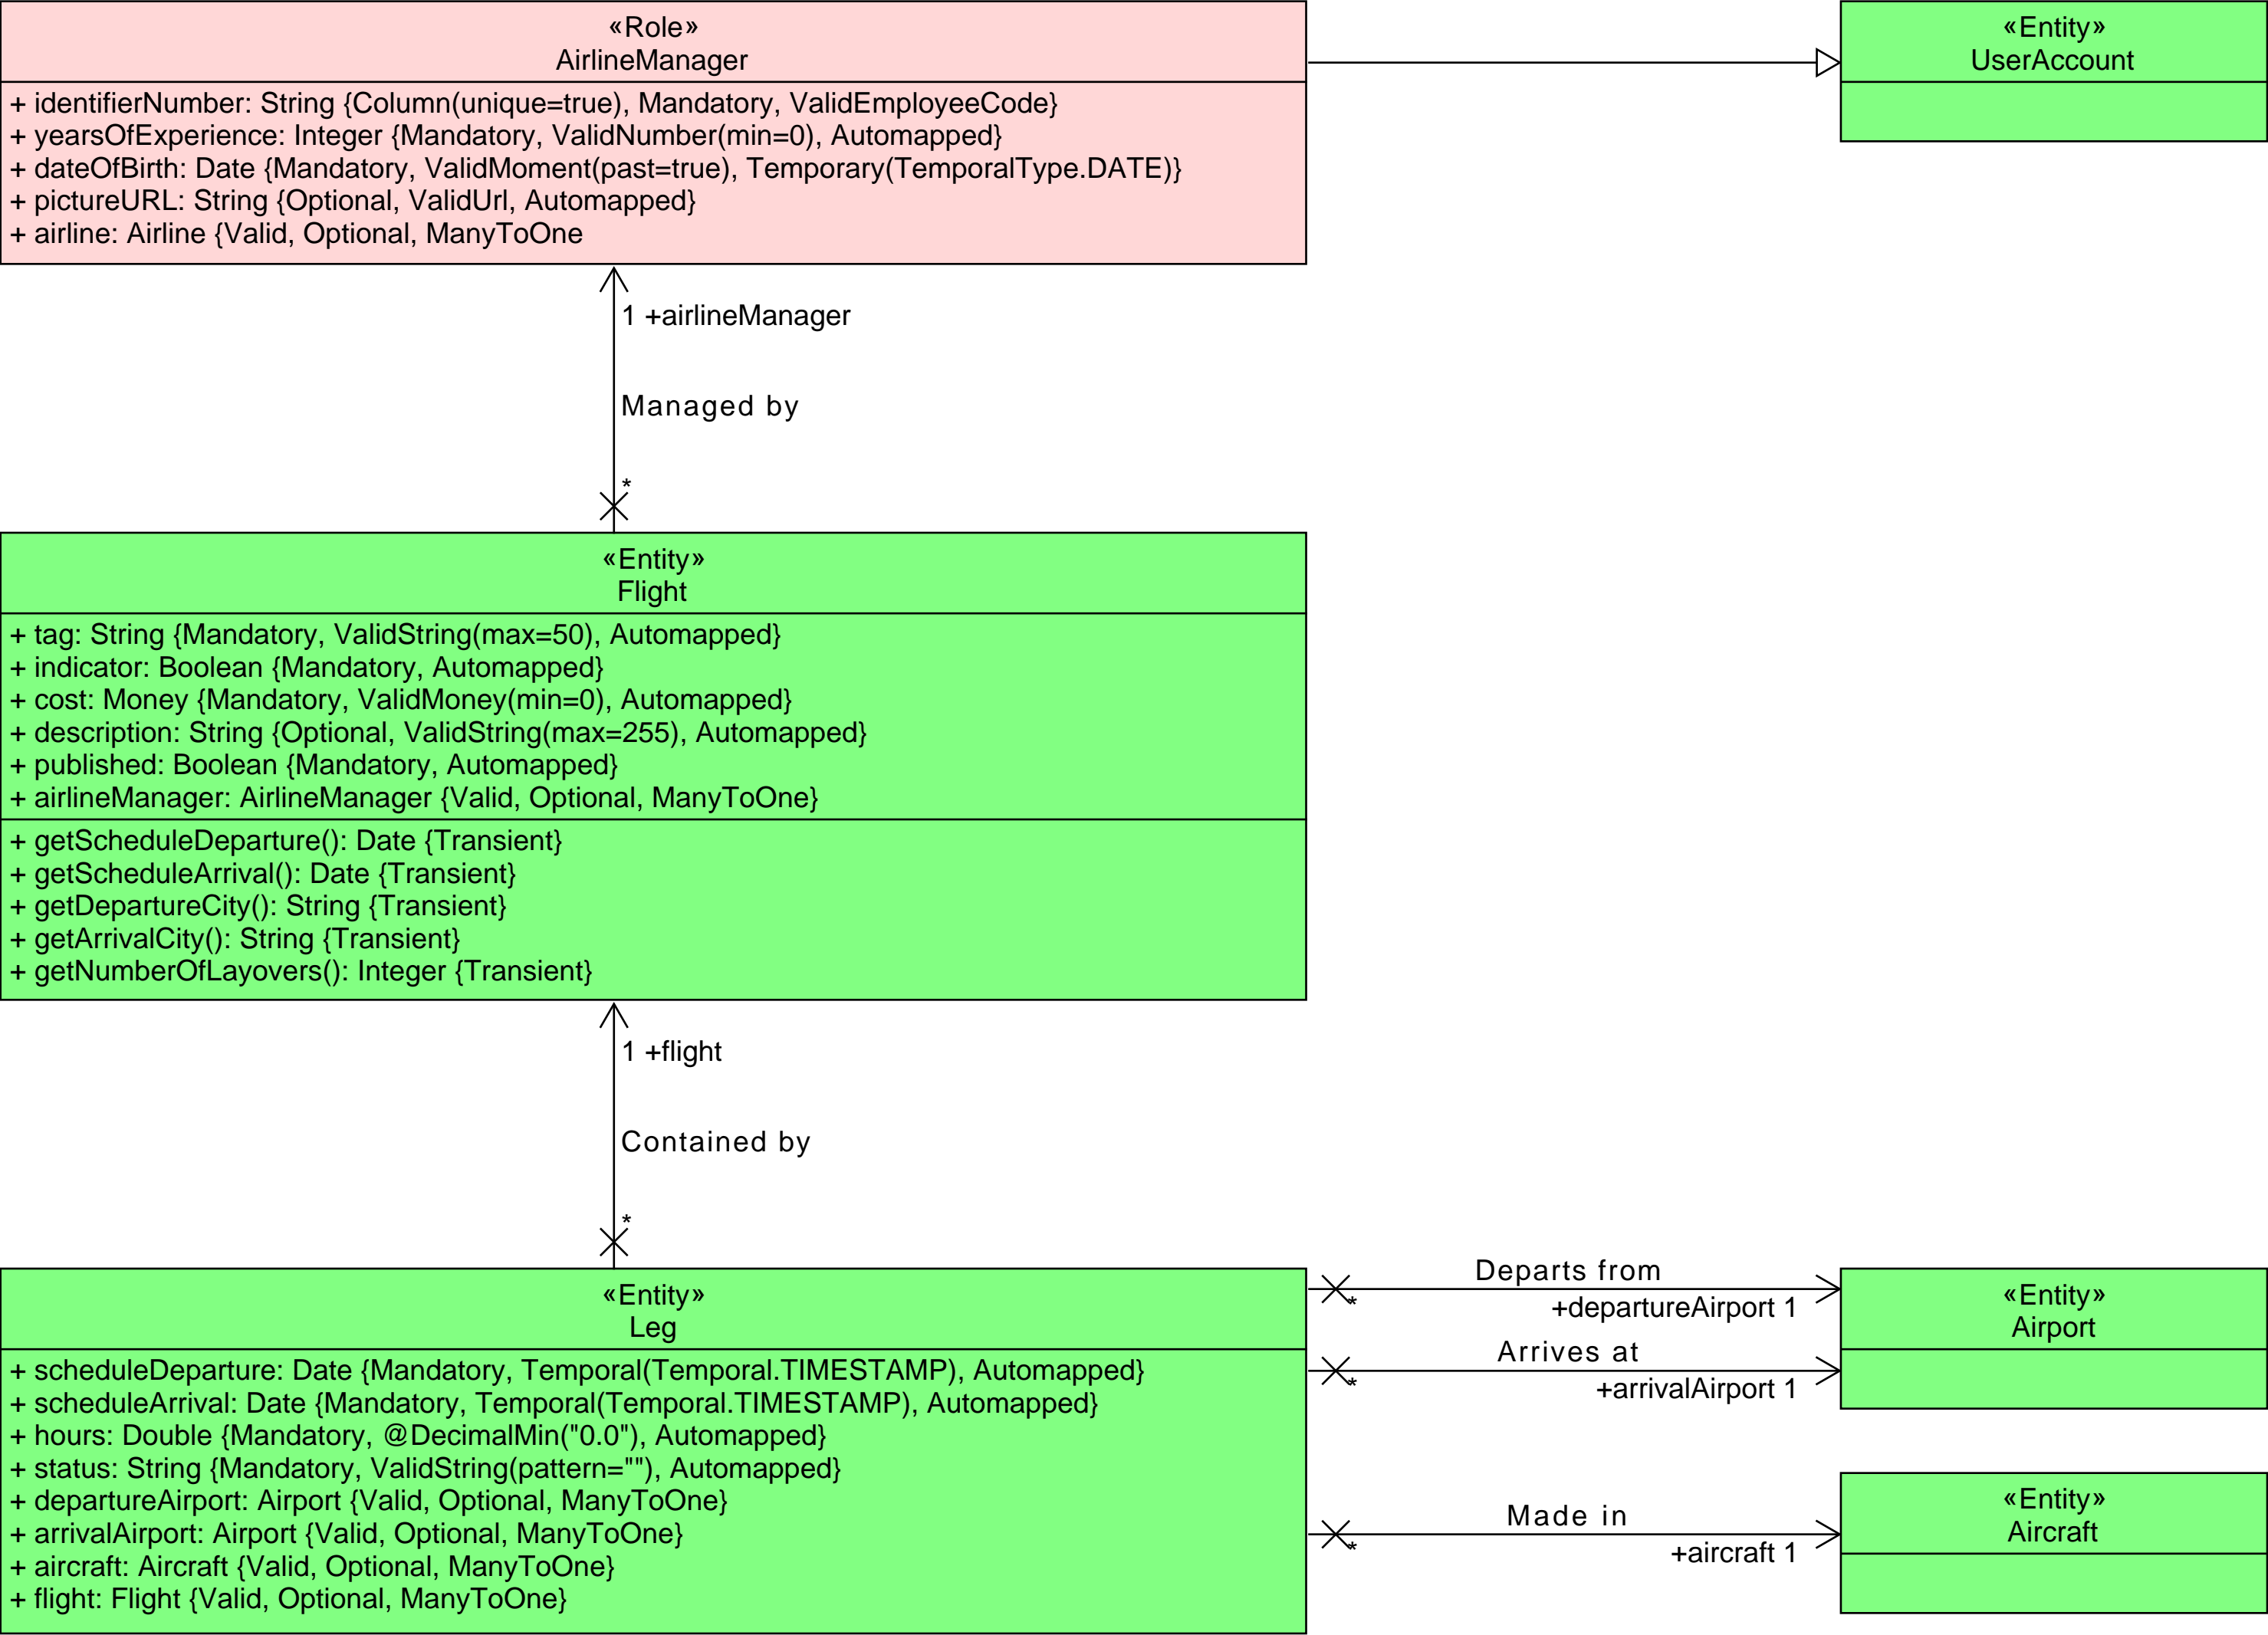 «Role»
AirlineManager
+ identifierNumber: String {Column(unique=true), Mandatory, ValidEmployeeCode}
+ yearsOfExperience: Integer {Mandatory, ValidNumber(min=0), Automapped}
+ dateOfBirth: Date {Mandatory, ValidMoment(past=true), Temporary(TemporalType.DATE)}
+ pictureURL: String {Optional, ValidUrl, Automapped}
+ airline: Airline {Valid, Optional, ManyToOne
«Entity»
UserAccount
1 +airlineManager
Managed by
*
«Entity»
Flight
+ tag: String {Mandatory, ValidString(max=50), Automapped}
+ indicator: Boolean {Mandatory, Automapped}
+ cost: Money {Mandatory, ValidMoney(min=0), Automapped}
+ description: String {Optional, ValidString(max=255), Automapped}
+ published: Boolean {Mandatory, Automapped}
+ airlineManager: AirlineManager {Valid, Optional, ManyToOne}
+ getScheduleDeparture(): Date {Transient}
+ getScheduleArrival(): Date {Transient}
+ getDepartureCity(): String {Transient}
+ getArrivalCity(): String {Transient}
+ getNumberOfLayovers(): Integer {Transient}
1 +flight
Contained by
*
«Entity»
Leg
+ scheduleDeparture: Date {Mandatory, Temporal(Temporal.TIMESTAMP), Automapped}
+ scheduleArrival: Date {Mandatory, Temporal(Temporal.TIMESTAMP), Automapped}
+ hours: Double {Mandatory, @DecimalMin("0.0"), Automapped}
+ status: String {Mandatory, ValidString(pattern=""), Automapped}
+ departureAirport: Airport {Valid, Optional, ManyToOne}
+ arrivalAirport: Airport {Valid, Optional, ManyToOne}
+ aircraft: Aircraft {Valid, Optional, ManyToOne}
+ flight: Flight {Valid, Optional, ManyToOne}
Departs from
* +departureAirport 1
Arrives at
* +arrivalAirport 1
«Entity»
Airport
Made in
* +aircraft 1
«Entity»
Aircraft